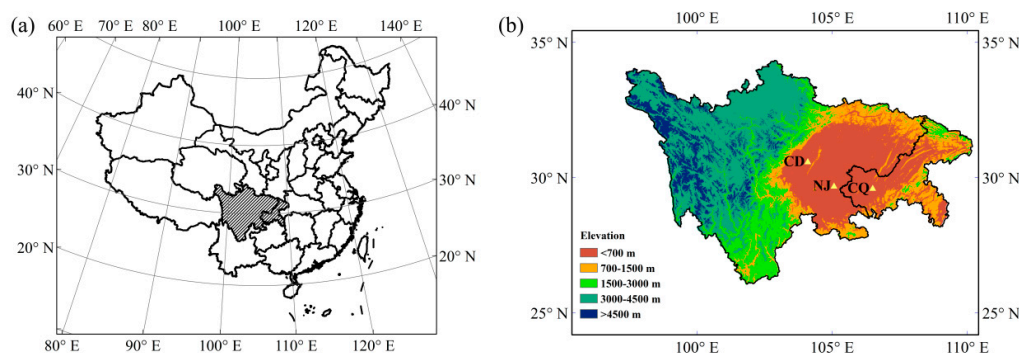 (a)
60° E 80° E 100° E 120° E 140° E
40° N
30° N
20° N
40° N
30° N
20° N
80° E 90° E 100° E 110° E 120° E
(b)
100° E 105° E 110° E
35° N
30° N
25° N
35° N
30° N
25° N
CD
NJ
CQ
Elevation
<700 m
700-1500 m
1500-3000 m
3000-4500 m
>4500 m
100° E 105° E 110° E